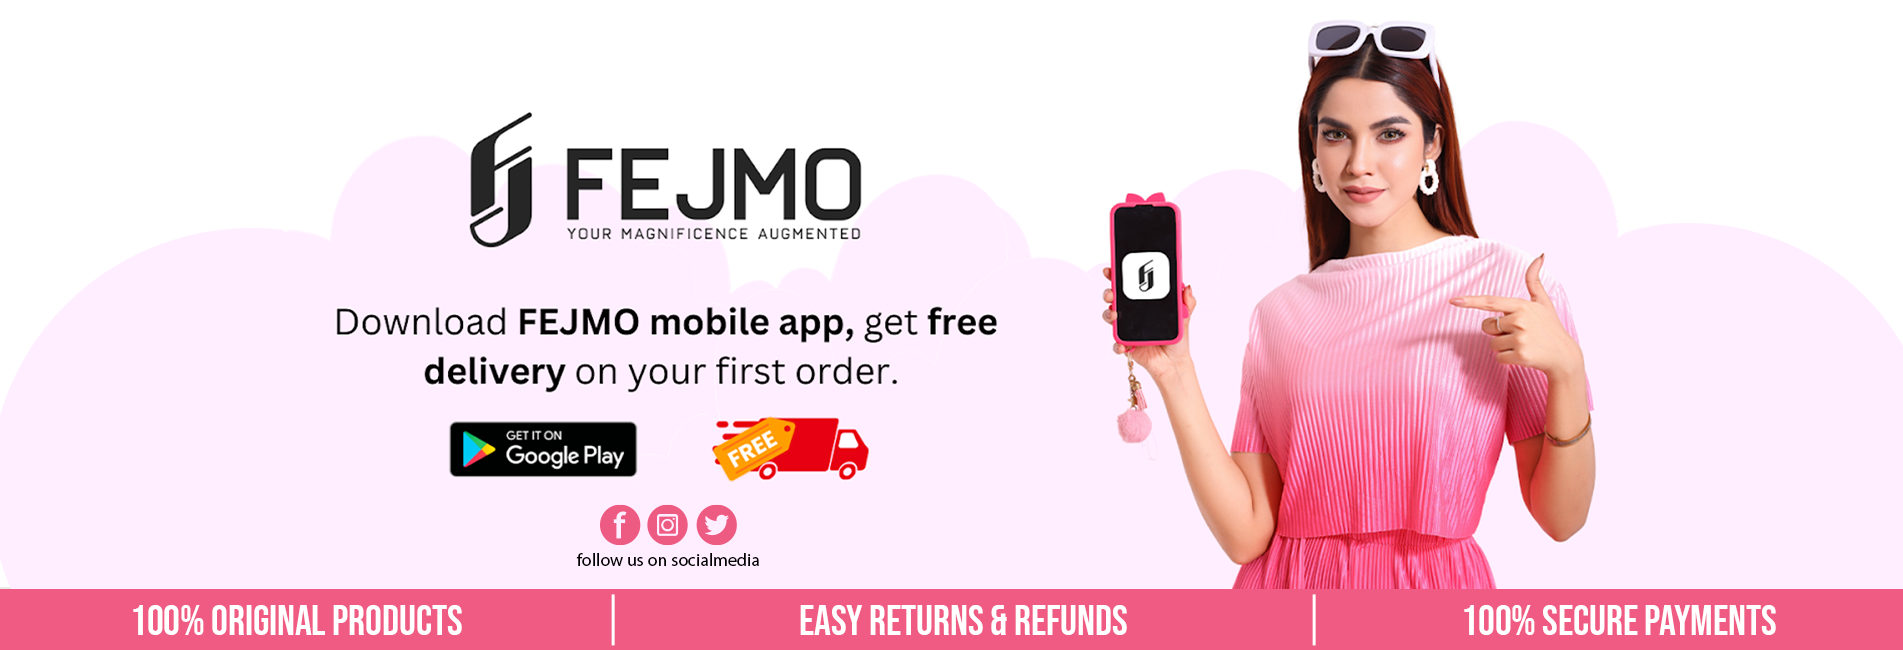 FEJMO
YOUR MAGNIFICENCE AUGMENTED
Download FEJMO mobile app, get free
delivery on your first order.
GET IT ON
Google Play
FREE
follow us on socialmedia
100% ORIGINAL PRODUCTS
EASY RETURNS & REFUNDS
100% SECURE PAYMENTS